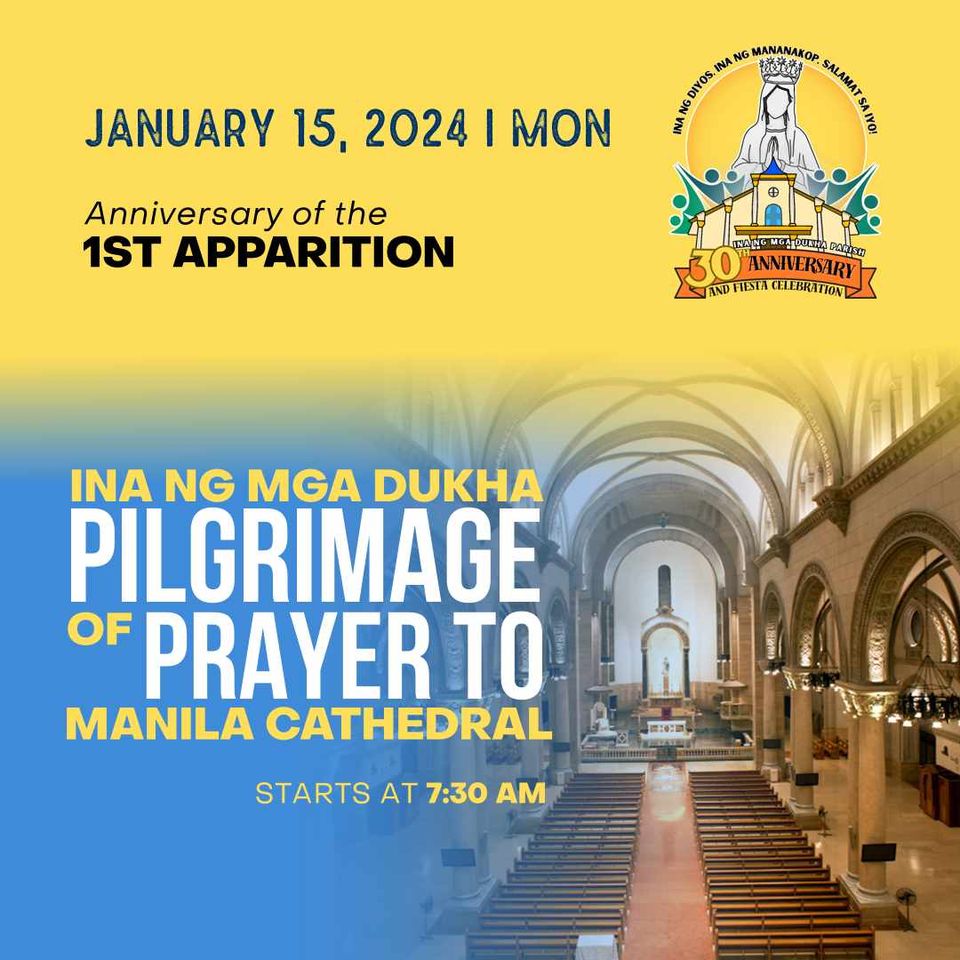 JANUARY 15, 2024 | MON
Anniversary of the
1ST APPARITION
INA NG DIYOS. INA NG MANANAKOP. SALAMAT SA IYO!
INA NG MGA DUKHA PARISH
30TH ANNIVERSARY
AND FIESTA CELEBRATION
INA NG MGA DUKHA
PILGRIMAGE
OF PRAYER TO
MANILA CATHEDRAL
STARTS AT 7:30 AM